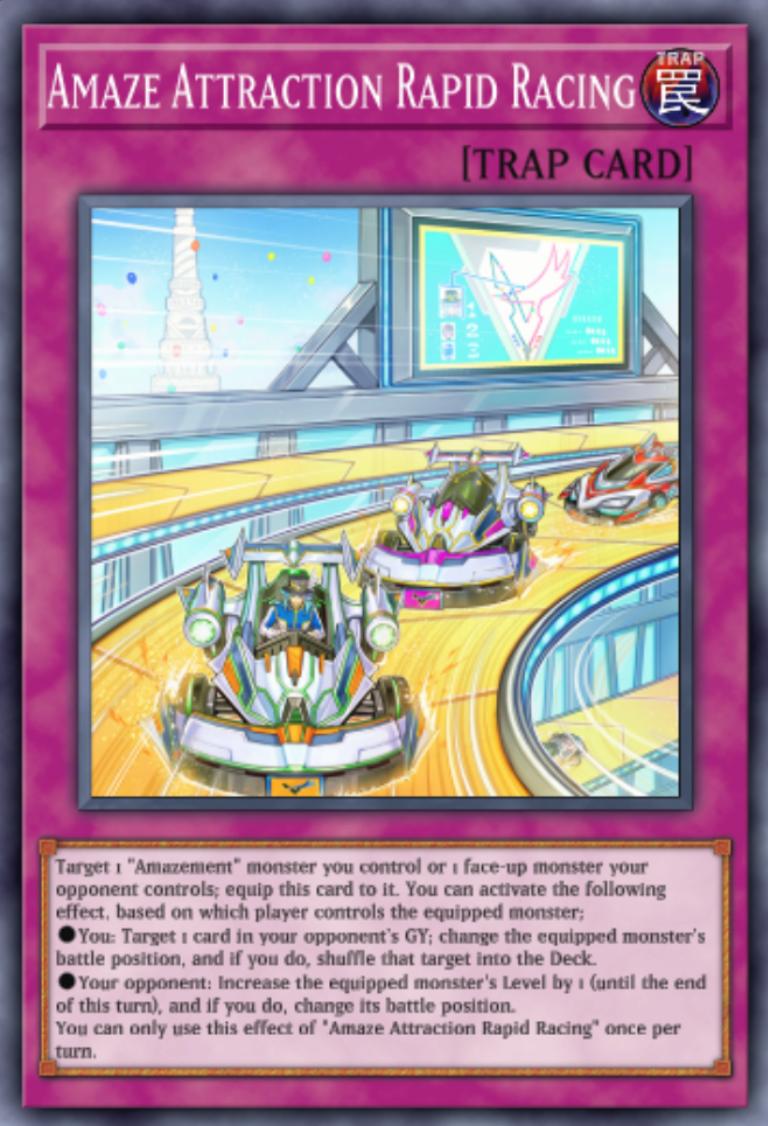 AMAZE ATTRACTION RAPID RACING
TRAP
罠
[TRAP CARD]
1
2
3
Target 1 "Amazement" monster you control or 1 face-up monster your
opponent controls; equip this card to it. You can activate the following
effect, based on which player controls the equipped monster;
●You: Target 1 card in your opponent's GY; change the equipped monster's
battle position, and if you do, shuffle that target into the Deck.
●Your opponent: Increase the equipped monster's Level by 1 (until the end
of this turn), and if you do, change its battle position.
You can only use this effect of "Amaze Attraction Rapid Racing" once per
turn.